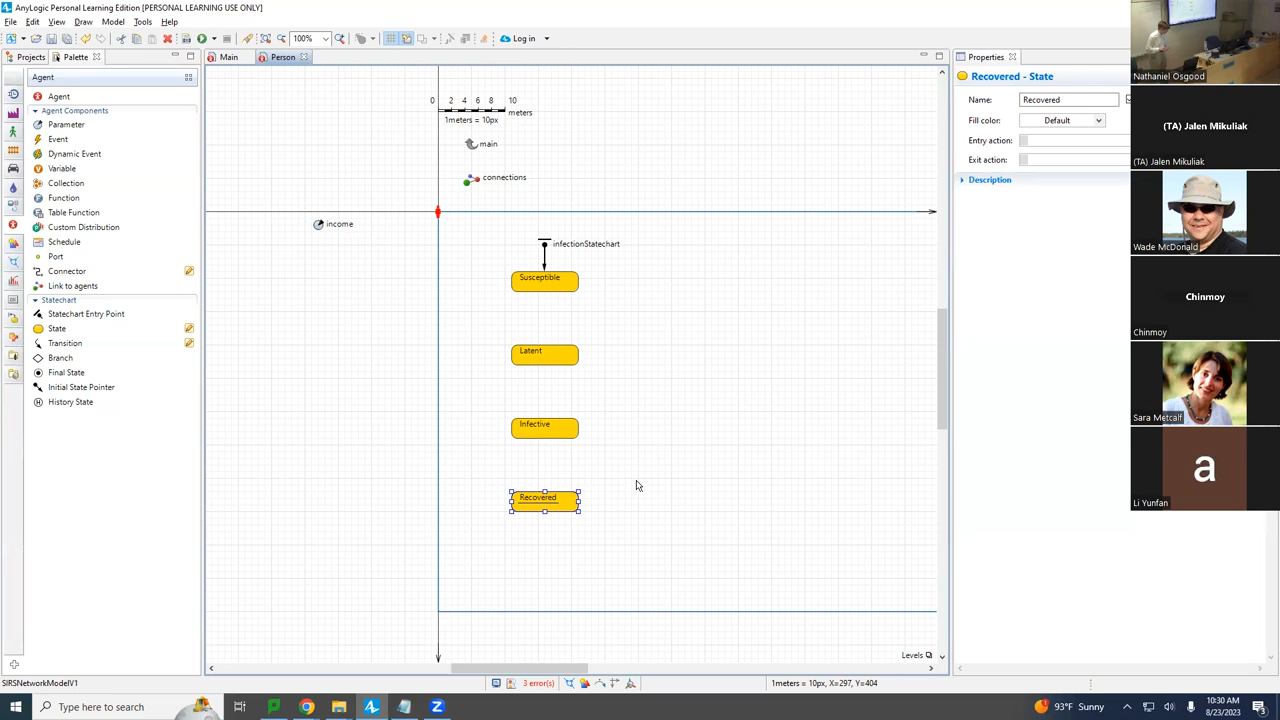 AnyLogic Personal Learning Edition [PERSONAL LEARNING USE ONLY]
File Edit View Draw Model Tools Help
100%
Log in
Projects
Palette
Main
Person
Properties
Agent
Agent
Agent Components
Parameter
Event
Dynamic Event
Variable
Collection
Function
Table Function
Custom Distribution
Schedule
Port
Connector
Link to agents
Statechart
Statechart Entry Point
State
Transition
Branch
Final State
Initial State Pointer
History State
0 2 4 6 8 10
meters
1meters = 10px
main
connections
income
infectionStatechart
Susceptible
Latent
Infective
Recovered
Levels
Recovered - State
Name: Recovered
Fill color: Default
Entry action:
Exit action:
Description
Nathaniel Osgood
(TA) Jalen Mikuliak
(TA) Jalen Mikuliak
Wade McDonald
Chinmoy
Chinmoy
Sara Metcalf
a
Li Yunfan
SIRSNetworkModelV1
3 error(s)
1meters = 10px, X=297, Y=404
Type here to search
93°F Sunny
10:30 AM
8/23/2023
3